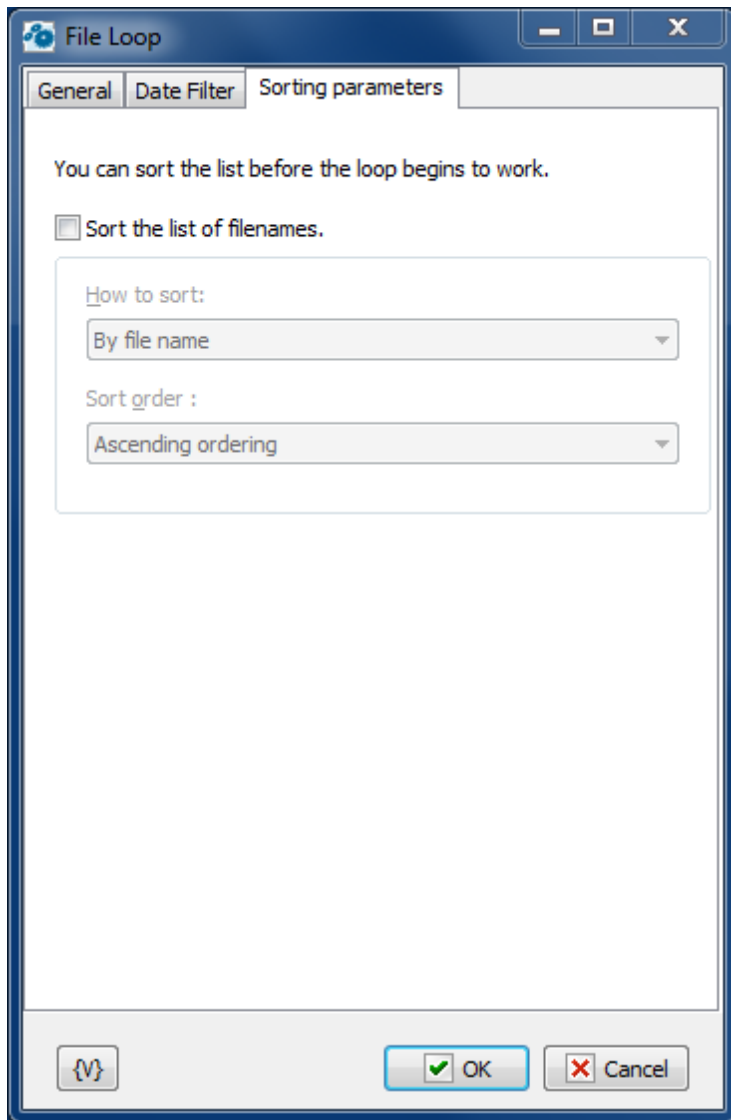 File Loop
General Date Filter Sorting parameters
You can sort the list before the loop begins to work.
Sort the list of filenames.
How to sort:
By file name
Sort order :
Ascending ordering
{V} OK Cancel